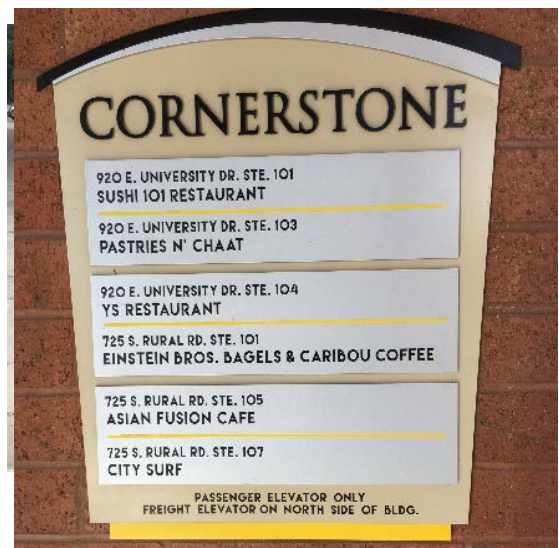 CORNERSTONE
920 E. UNIVERSITY DR. STE. 101
SUSHI 101 RESTAURANT
920 E. UNIVERSITY DR. STE. 103
PASTRIES N' CHAAT
920 E. UNIVERSITY DR. STE. 104
YS RESTAURANT
725 S. RURAL RD. STE. 101
EINSTEIN BROS. BAGELS & CARIBOU COFFEE
725 S. RURAL RD. STE. 105
ASIAN FUSION CAFE
725 S. RURAL RD. STE. 107
CITY SURF
PASSENGER ELEVATOR ONLY
FREIGHT ELEVATOR ON NORTH SIDE OF BLDG.